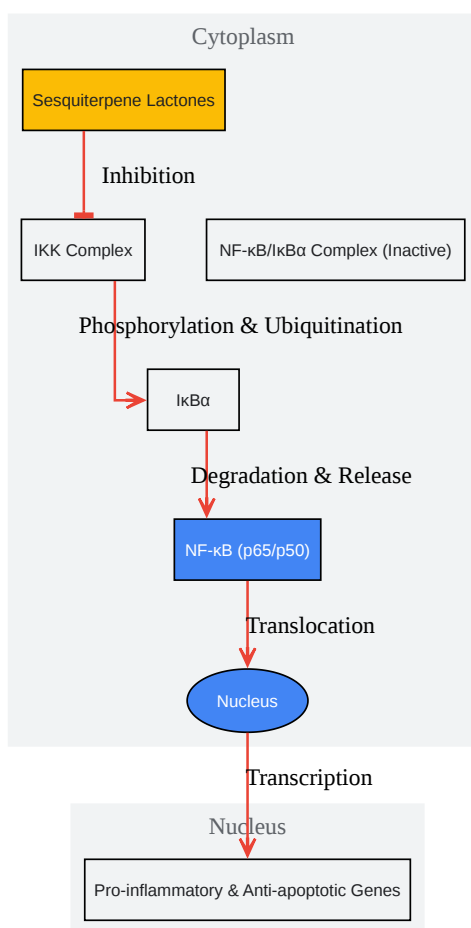 Cytoplasm
Sesquiterpene Lactones
Inhibition
IKK Complex
NF-κB/IκBα Complex (Inactive)
Phosphorylation & Ubiquitination
IκBα
Degradation & Release
NF-κB (p65/p50)
Translocation
Nucleus
Transcription
Nucleus
Pro-inflammatory & Anti-apoptotic Genes